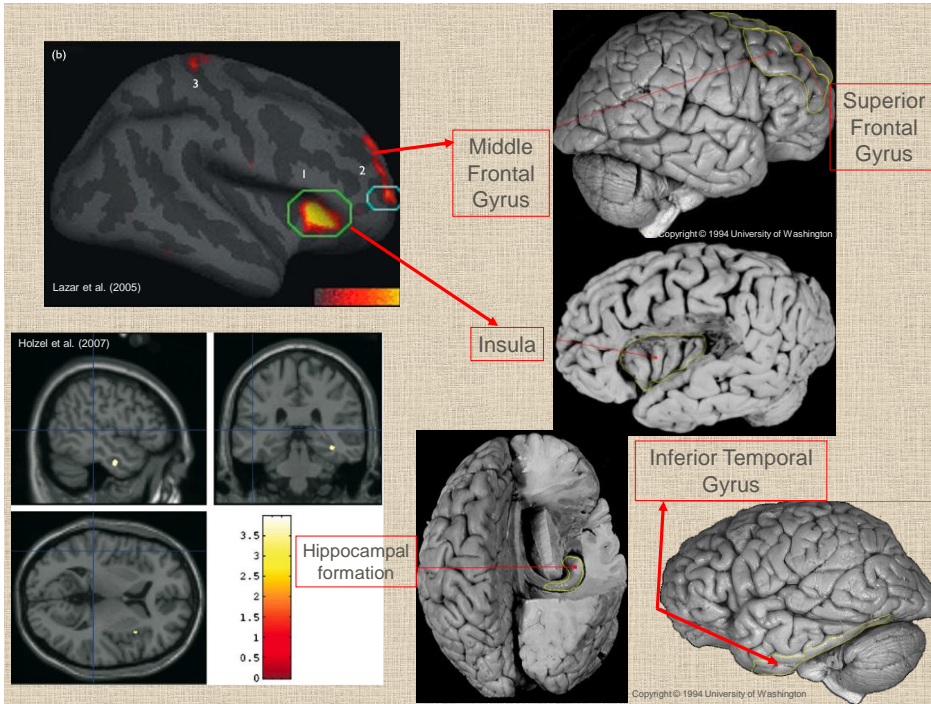 (b)
3
1
2
Lazar et al. (2005)
Middle
Frontal
Gyrus
Superior
Frontal
Gyrus
Copyright © 1994 University of Washington
Insula
Holzel et al. (2007)
3.5
3
2.5
2
1.5
1
0.5
0
Hippocampal
formation
Inferior Temporal
Gyrus
Copyright © 1994 University of Washington